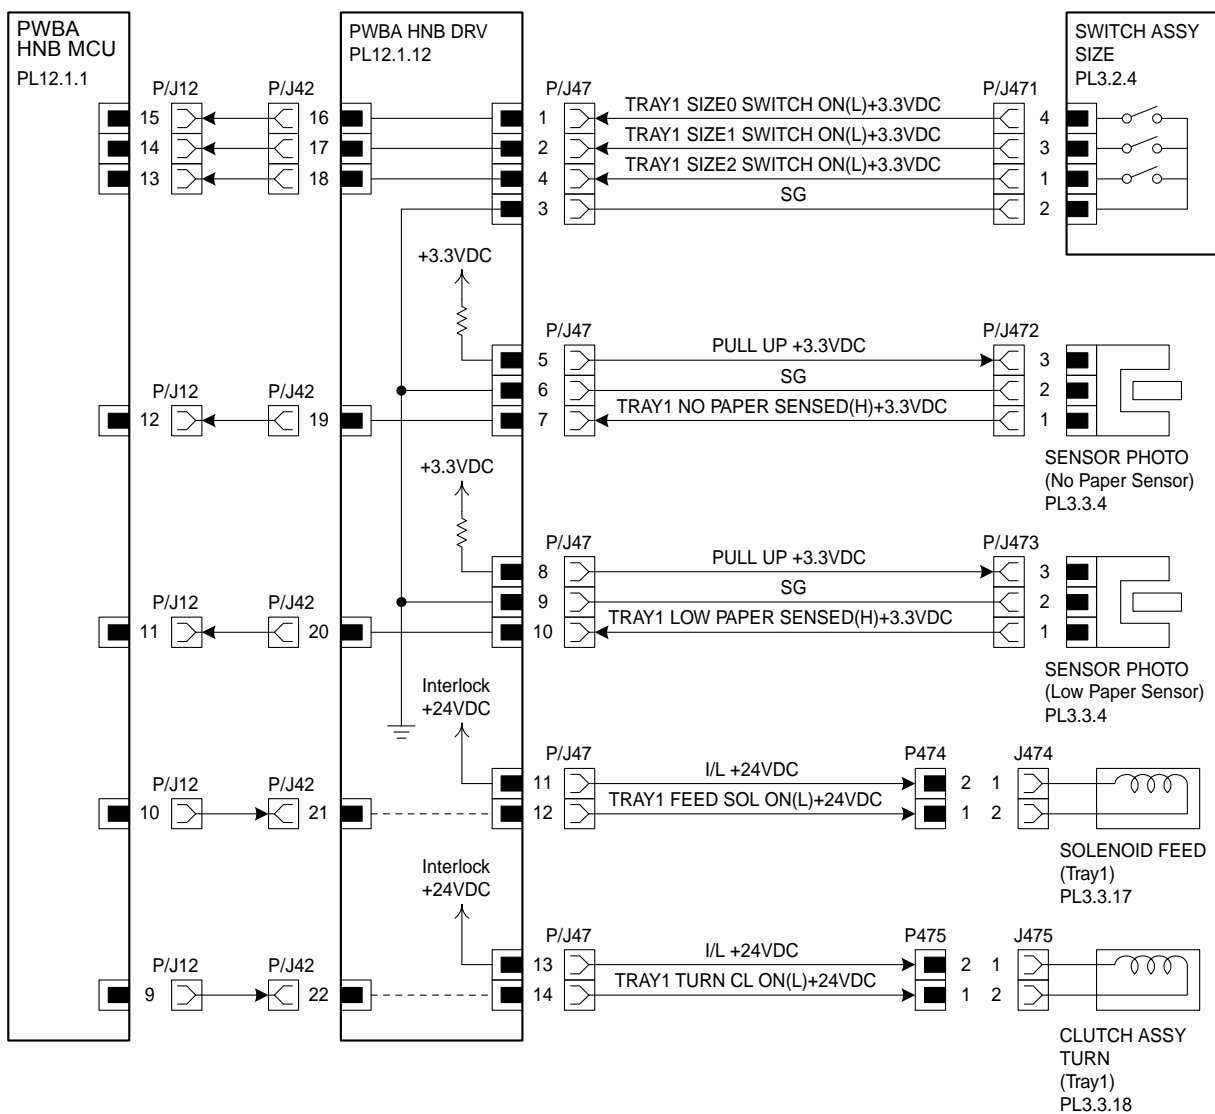 PWBA
HNB MCU
PL12.1.1
PWBA HNB DRV
PL12.1.12
SWITCH ASSY
SIZE
PL3.2.4
P/J12
P/J42
P/J47
P/J471
15
16
1
TRAY1 SIZE0 SWITCH ON(L)+3.3VDC
4
14
17
2
TRAY1 SIZE1 SWITCH ON(L)+3.3VDC
3
13
18
4
TRAY1 SIZE2 SWITCH ON(L)+3.3VDC
1
3
SG
2
+3.3VDC
P/J47
P/J472
5
PULL UP +3.3VDC
3
6
SG
2
P/J12
P/J42
12
19
7
TRAY1 NO PAPER SENSED(H)+3.3VDC
1
SENSOR PHOTO
(No Paper Sensor)
PL3.3.4
+3.3VDC
P/J47
P/J473
8
PULL UP +3.3VDC
3
9
SG
2
P/J12
P/J42
11
20
10
TRAY1 LOW PAPER SENSED(H)+3.3VDC
1
SENSOR PHOTO
(Low Paper Sensor)
PL3.3.4
Interlock
+24VDC
P/J47
P474
J474
11
I/L +24VDC
2
1
P/J12
P/J42
10
21
12
TRAY1 FEED SOL ON(L)+24VDC
1
2
SOLENOID FEED
(Tray1)
PL3.3.17
Interlock
+24VDC
P/J47
P475
J475
13
I/L +24VDC
2
1
P/J12
P/J42
9
22
14
TRAY1 TURN CL ON(L)+24VDC
1
2
CLUTCH ASSY
TURN
(Tray1)
PL3.3.18